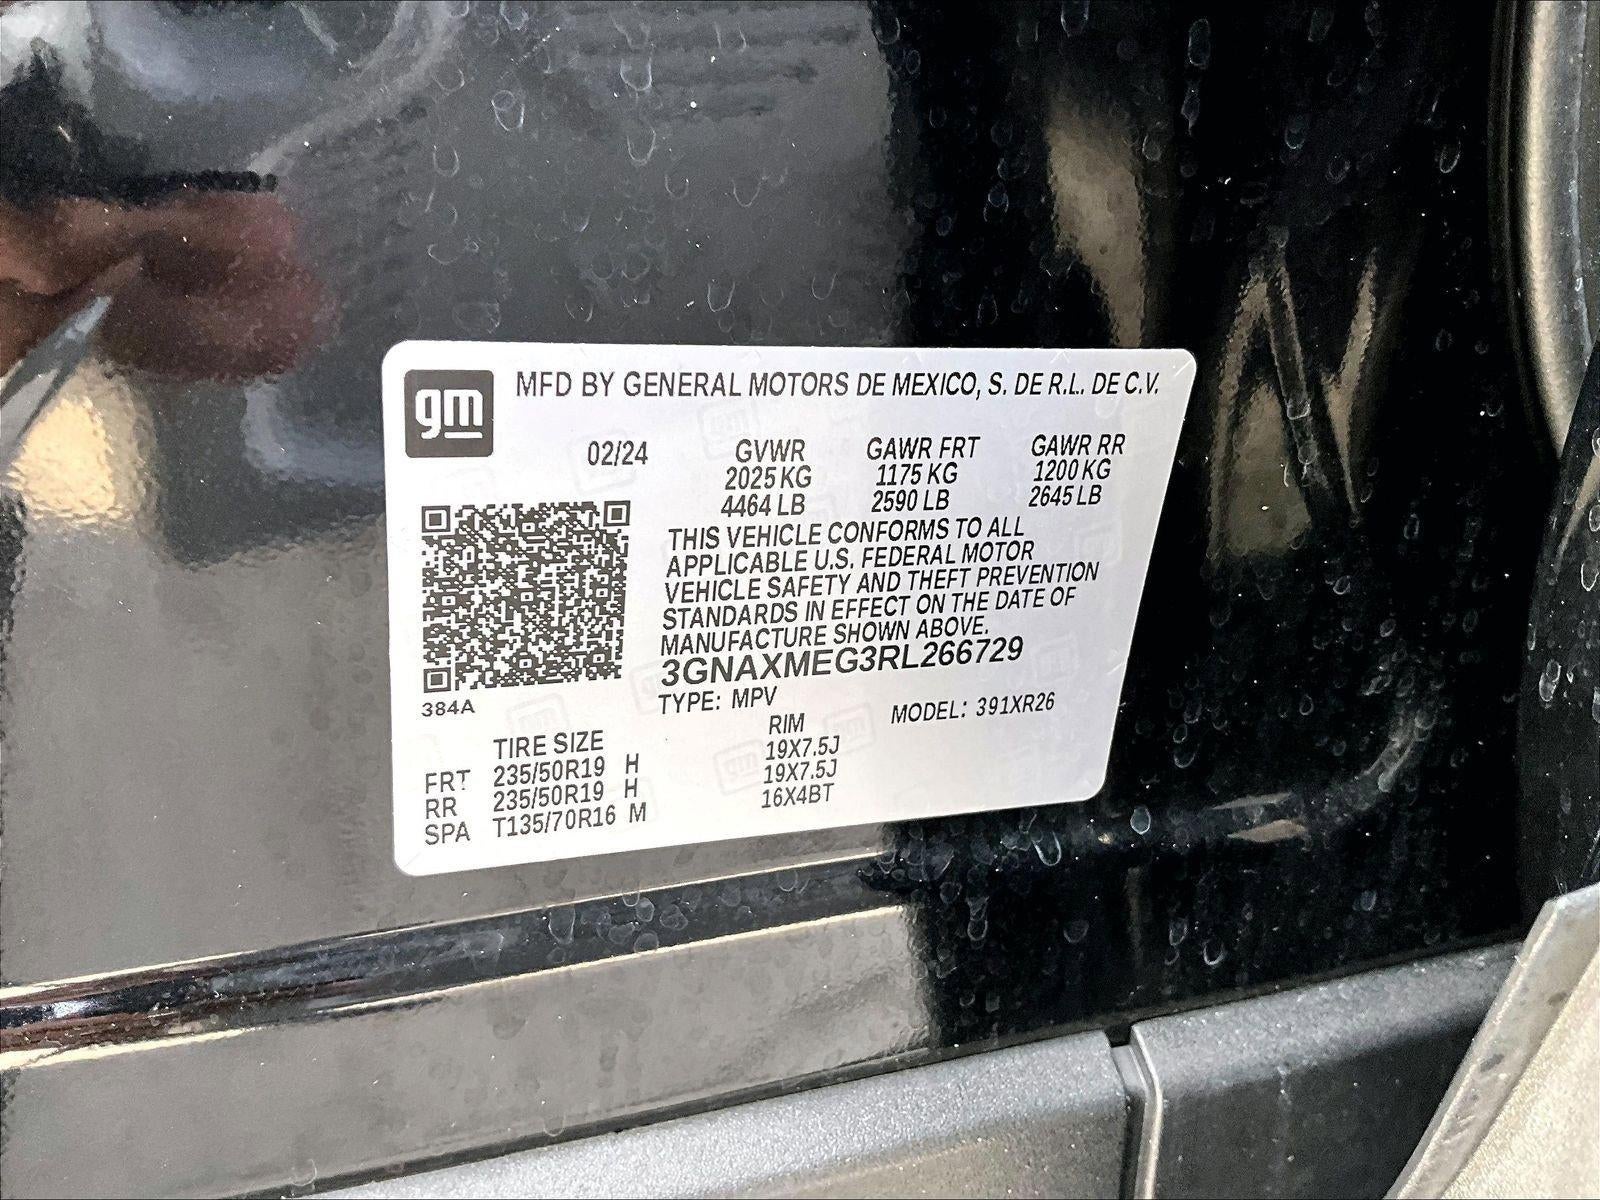 gm
MFD BY GENERAL MOTORS DE MEXICO, S. DE R.L. DE C.V.
02/24 GVWR GAWR FRT GAWR RR
2025 KG 1175 KG 1200 KG
4464 LB 2590 LB 2645 LB
THIS VEHICLE CONFORMS TO ALL
APPLICABLE U.S. FEDERAL MOTOR
VEHICLE SAFETY AND THEFT PREVENTION
STANDARDS IN EFFECT ON THE DATE OF
MANUFACTURE SHOWN ABOVE.
3GNAXMEG3RL266729
384A TYPE: MPV MODEL: 391XR26
TIRE SIZE RIM
FRT 235/50R19 H 19X7.5J
RR 235/50R19 H 19X7.5J
SPA T135/70R16 M 16X4BT